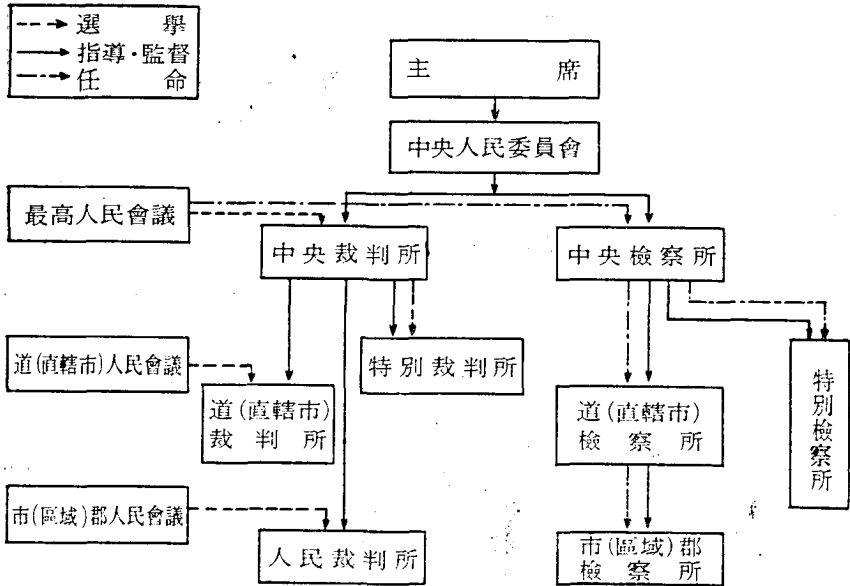 選擧
指導·監督
任命
主席
中央人民委員會
最高人民會議
中央裁判所
中央檢察所
道(直轄市)人民會議
特別裁判所
道(直轄市)
裁判所
道(直轄市)
檢察所
特別檢察所
市(區域)郡人民會議
人民裁判所
市(區域)郡
檢察所